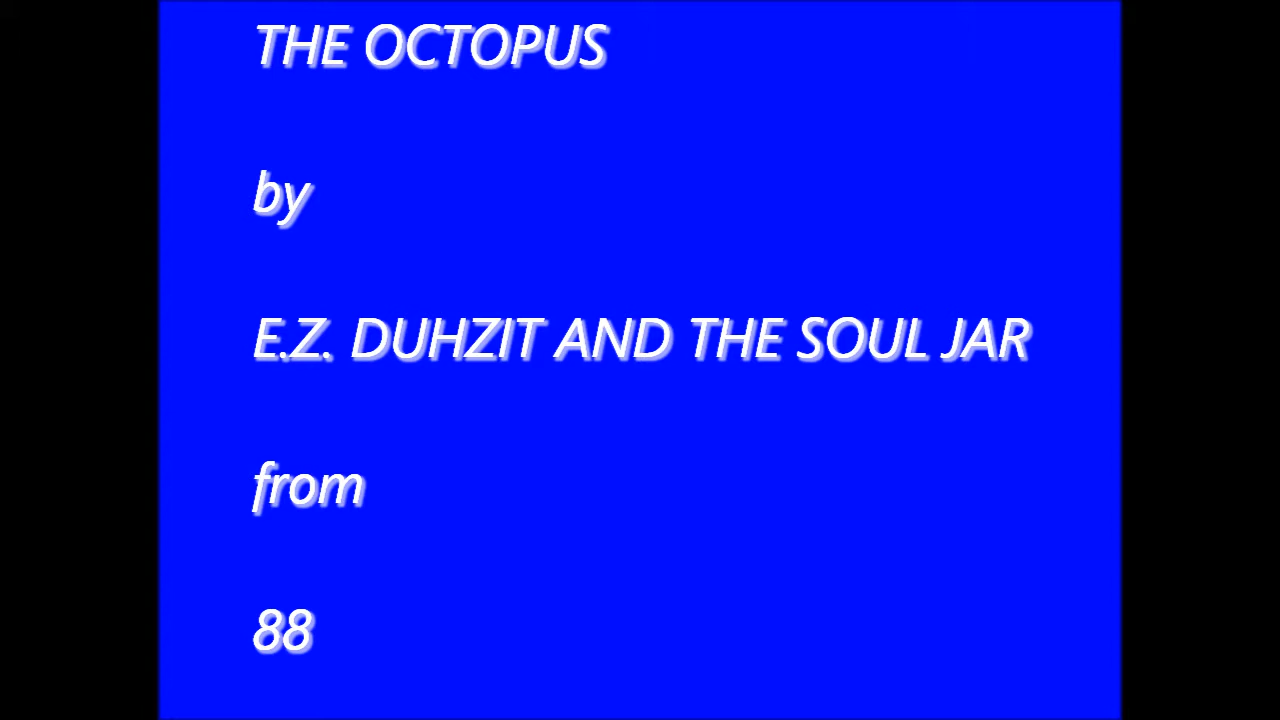 THE OCTOPUS
by
E.Z. DUHZIT AND THE SOUL JAR
from
88